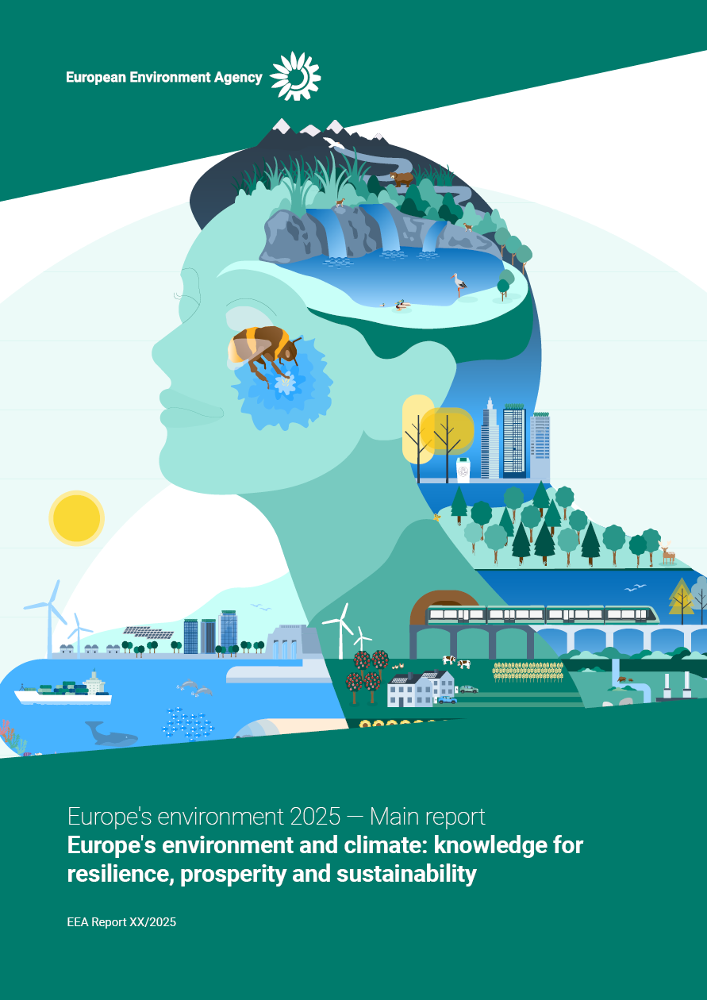 European Environment Agency
Europe's environment 2025 — Main report
Europe's environment and climate: knowledge for
resilience, prosperity and sustainability
EEA Report XX/2025